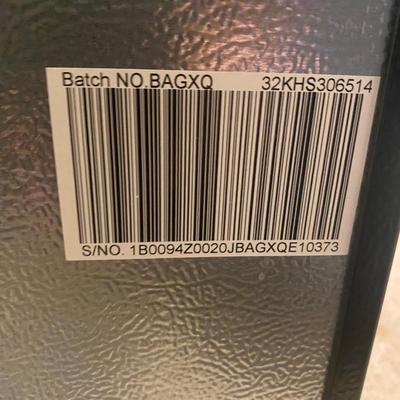 Batch NO.BAGXQ 32KHS306514
S/NO. 1B0094Z0020JBAGXQE10373